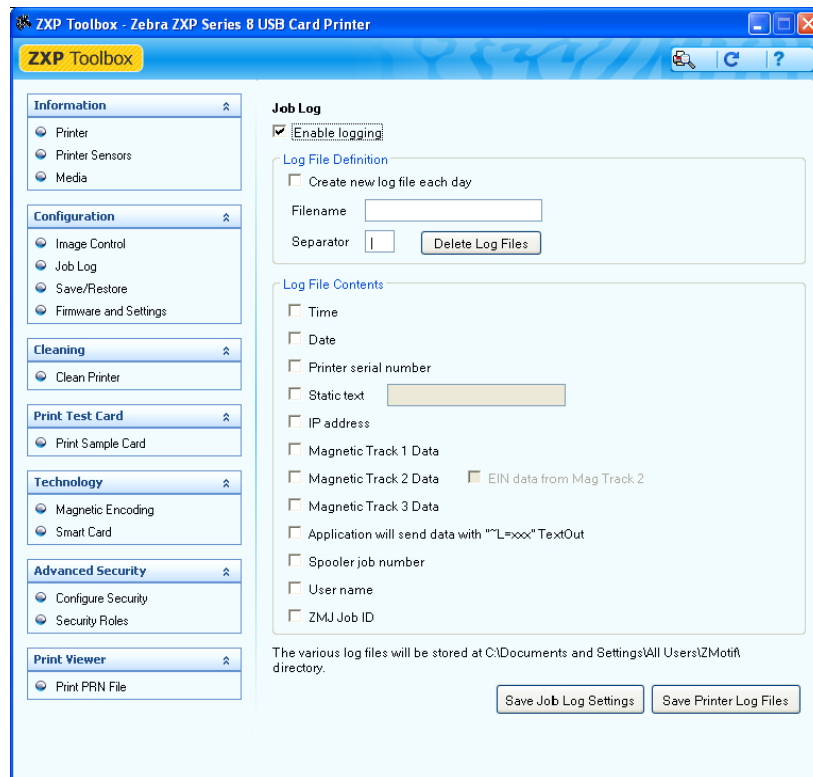 ZXP Toolbox - Zebra ZXP Series 8 USB Card Printer
ZXP Toolbox
?
Information
Printer
Printer Sensors
Media
Configuration
Image Control
Job Log
Save/Restore
Firmware and Settings
Cleaning
Clean Printer
Print Test Card
Print Sample Card
Technology
Magnetic Encoding
Smart Card
Advanced Security
Configure Security
Security Roles
Print Viewer
Print PRN File
Job Log
Enable logging
Log File Definition
Create new log file each day
Filename
Separator | Delete Log Files
Log File Contents
Time
Date
Printer serial number
Static text
IP address
Magnetic Track 1 Data
Magnetic Track 2 Data EIN data from Mag Track 2
Magnetic Track 3 Data
Application will send data with "~L=xxx" TextOut
Spooler job number
User name
ZMJ Job ID
The various log files will be stored at C:\Documents and Settings\All Users\ZMotif\
directory.
Save Job Log Settings Save Printer Log Files